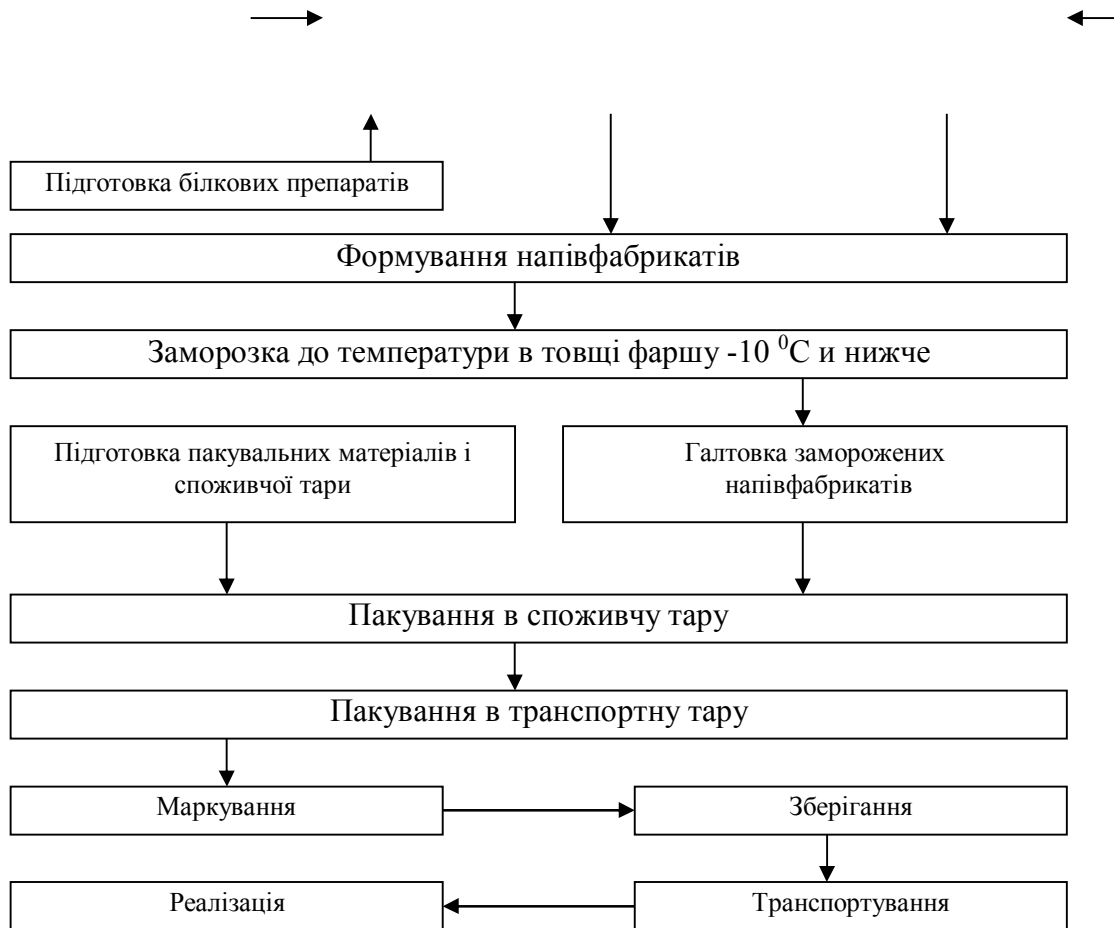 Підготовка білкових препаратів
Формування напівфабрикатів
Заморозка до температури в товщі фаршу -10 ⁰С и нижче
Підготовка пакувальних матеріалів і
споживчої тари
Галтовка заморожених
напівфабрикатів
Пакування в споживчу тару
Пакування в транспортну тару
Маркування
Зберігання
Реалізація
Транспортування